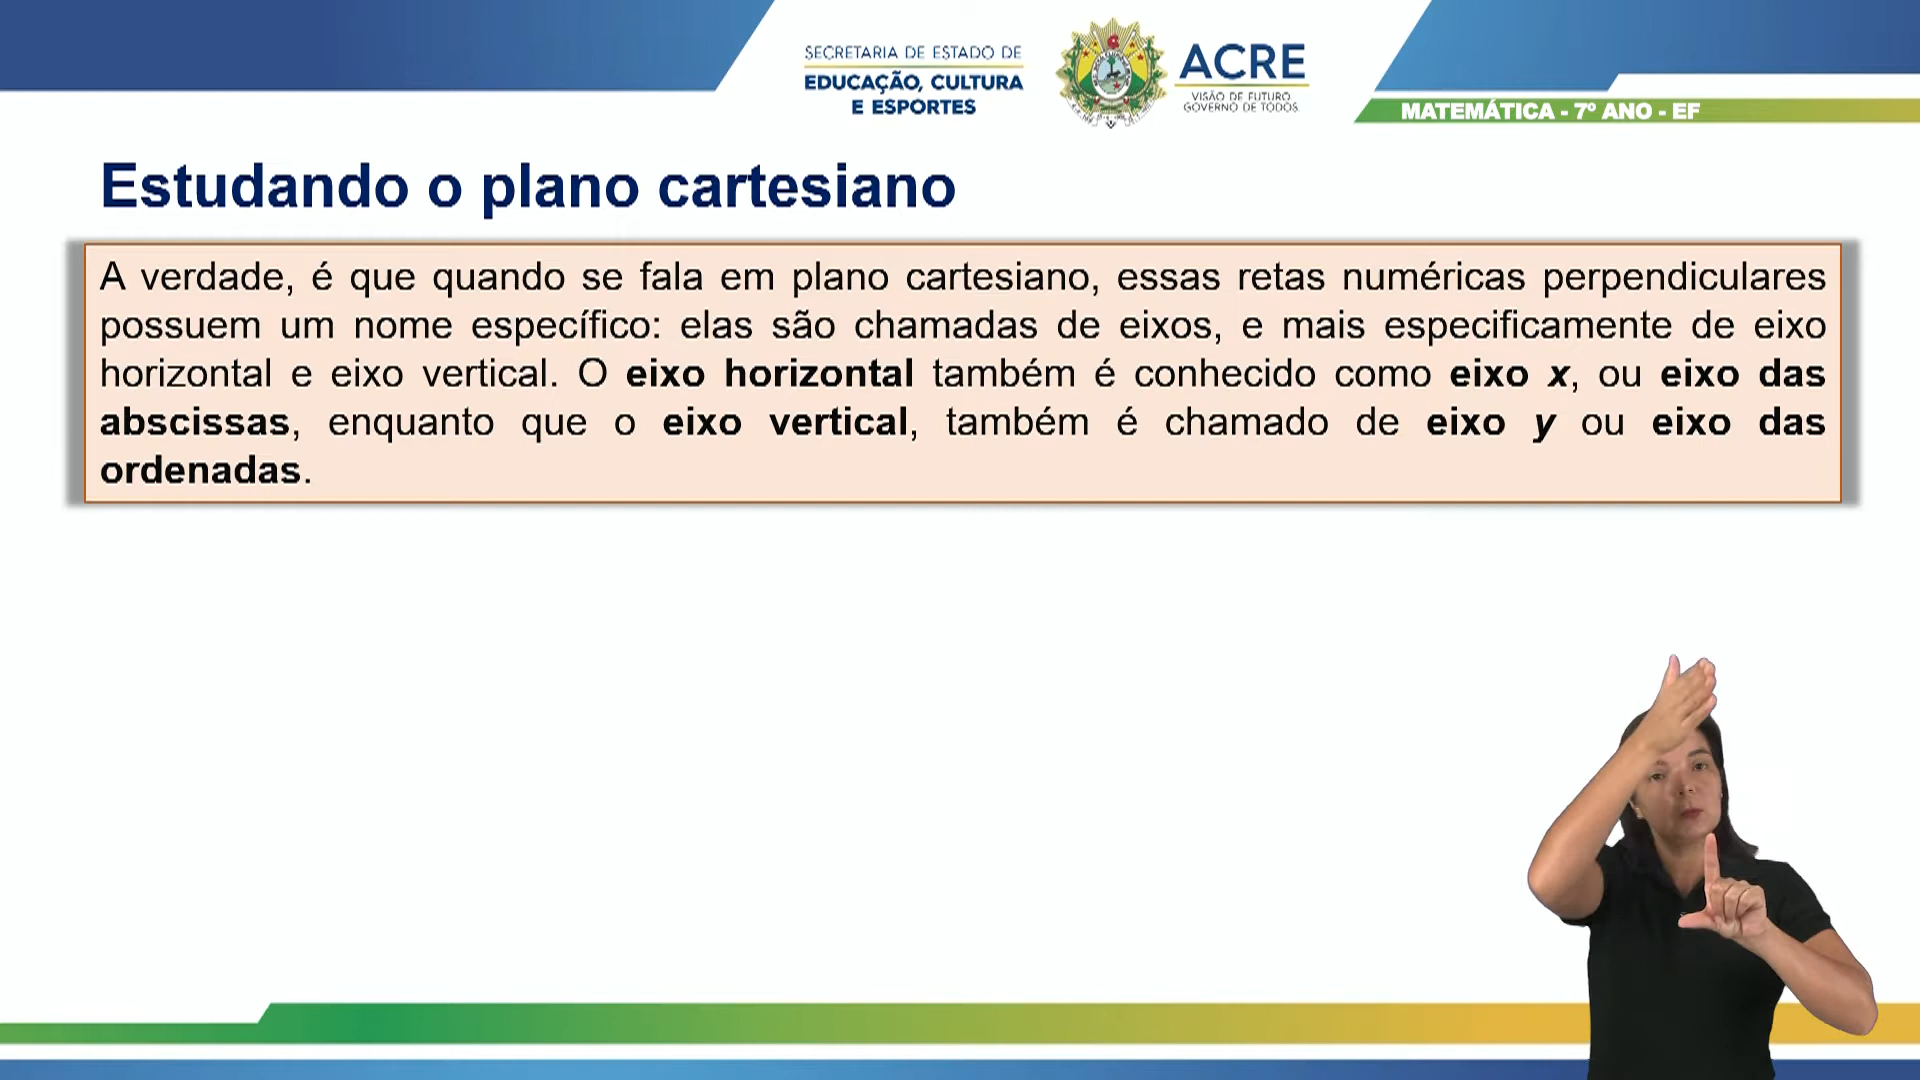 SECRETARIA DE ESTADO DE
EDUCAÇÃO, CULTURA
E ESPORTES
ACRE
VISÃO DE FUTURO
GOVERNO DE TODOS
MATEMÁTICA - 7º ANO - EF
Estudando o plano cartesiano
A verdade, é que quando se fala em plano cartesiano, essas retas numéricas perpendiculares
possuem um nome específico: elas são chamadas de eixos, e mais especificamente de eixo
horizontal e eixo vertical. O eixo horizontal também é conhecido como eixo x, ou eixo das
abscissas, enquanto que o eixo vertical, também é chamado de eixo y ou eixo das
ordenadas.